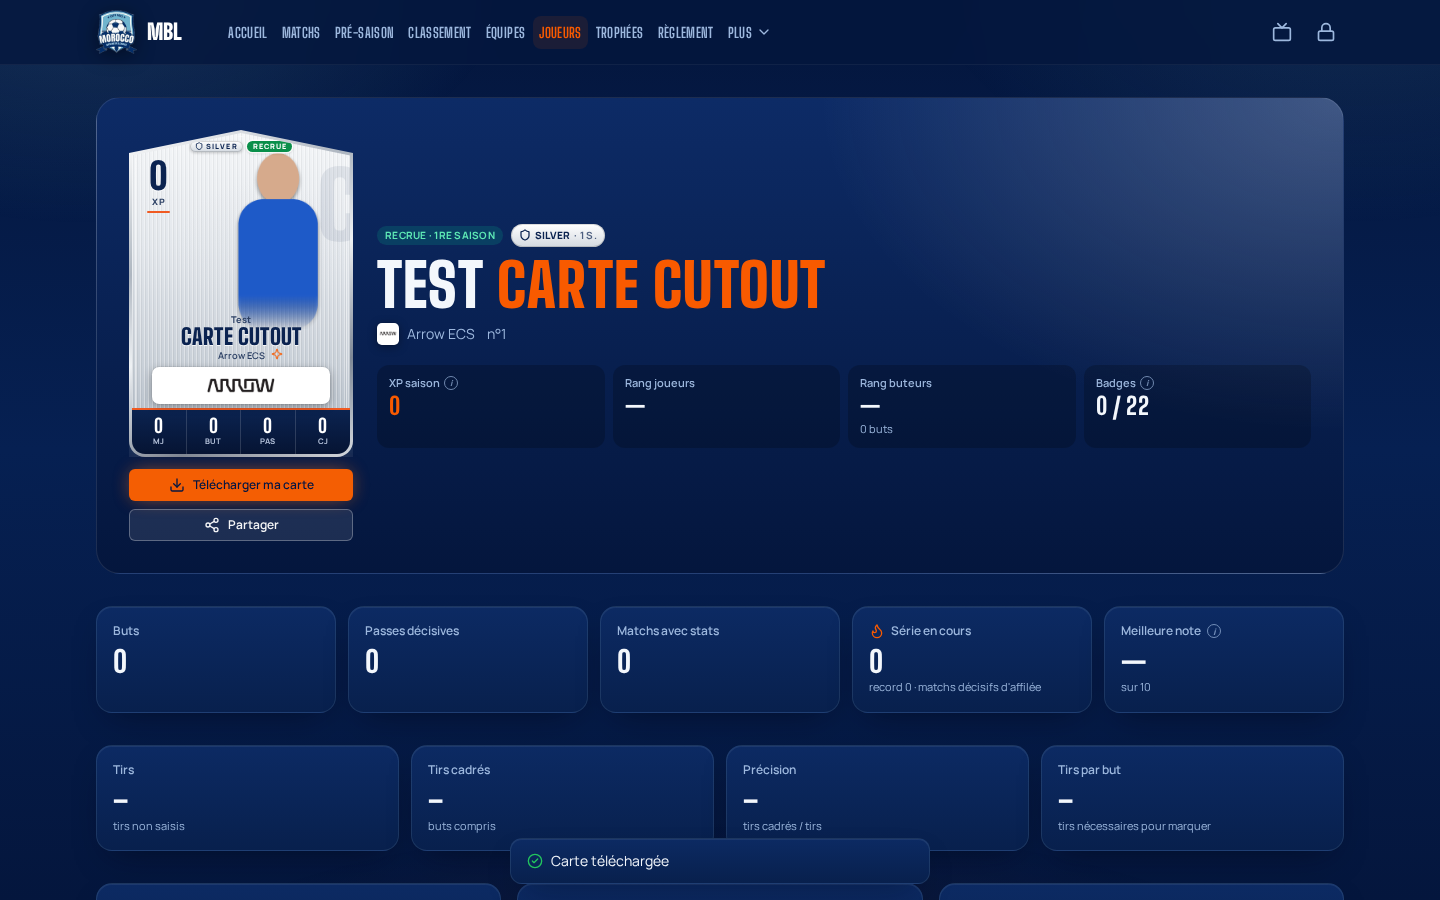 MOROCCO
MBL
ACCUEIL
MATCHS
PRÉ-SAISON
CLASSEMENT
ÉQUIPES
JOUEURS
TROPHÉES
RÈGLEMENT
PLUS
SILVER
RECRUE
0
XP
C
Test
CARTE CUTOUT
Arrow ECS
ARROW
0
MJ
0
BUT
0
PAS
0
CJ
Télécharger ma carte
Partager
RECRUE · 1RE SAISON
SILVER · 1 S.
TEST CARTE CUTOUT
Arrow ECS n°1
XP saison i
0
Rang joueurs
—
Rang buteurs
—
0 buts
Badges i
0 / 22
Buts
0
Passes décisives
0
Matchs avec stats
0
Série en cours
0
record 0 · matchs décisifs d'affilée
Meilleure note i
—
sur 10
Tirs
–
tirs non saisis
Tirs cadrés
–
buts compris
Précision
–
tirs cadrés / tirs
Tirs par but
–
tirs nécessaires pour marquer
Carte téléchargée